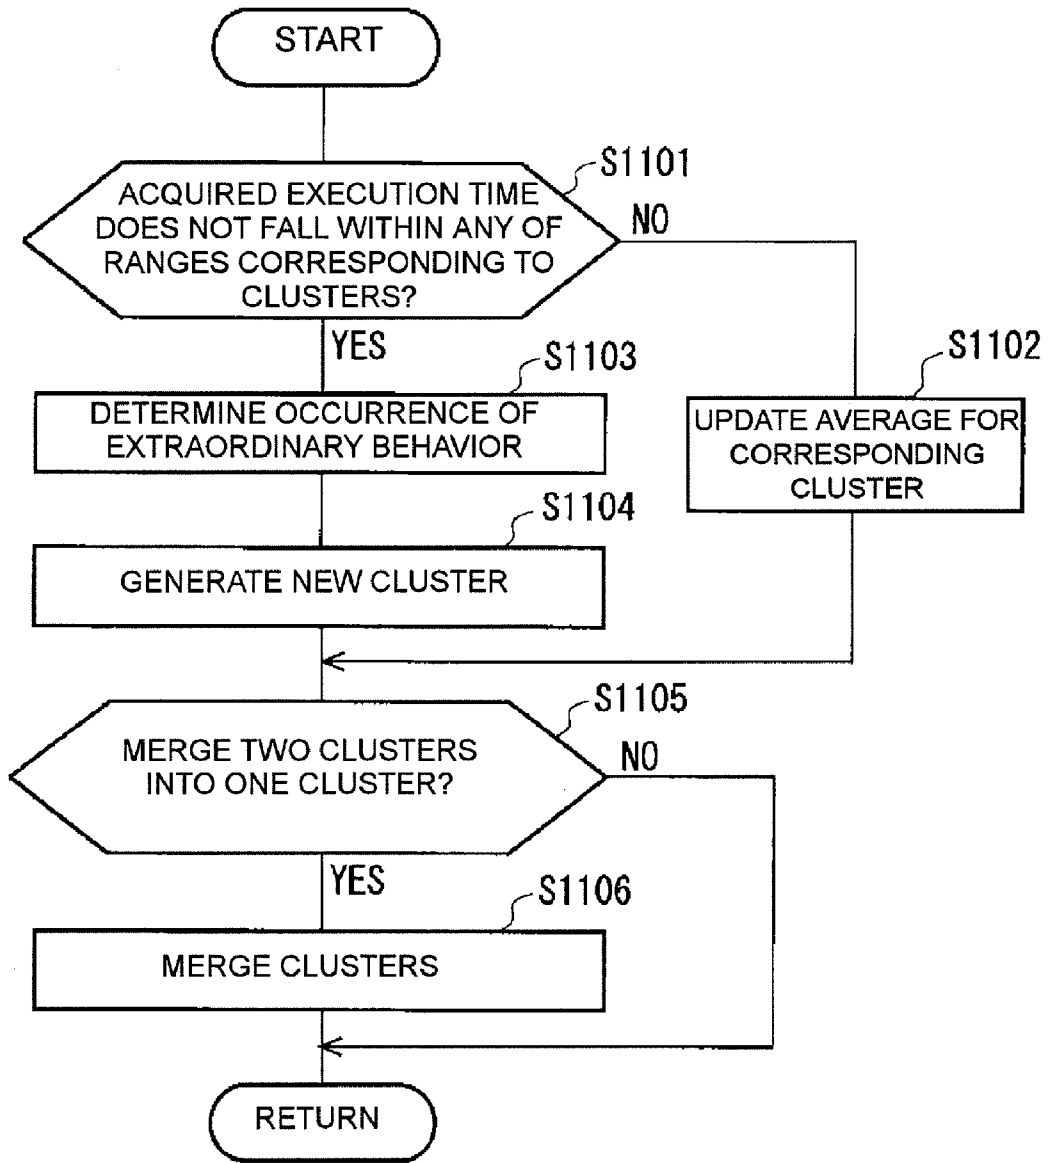 START
S1101
ACQUIRED EXECUTION TIME
DOES NOT FALL WITHIN ANY OF
RANGES CORRESPONDING TO
CLUSTERS?
NO
YES
S1103
DETERMINE OCCURRENCE OF
EXTRAORDINARY BEHAVIOR
S1102
UPDATE AVERAGE FOR
CORRESPONDING
CLUSTER
S1104
GENERATE NEW CLUSTER
S1105
MERGE TWO CLUSTERS
INTO ONE CLUSTER?
NO
YES
S1106
MERGE CLUSTERS
RETURN